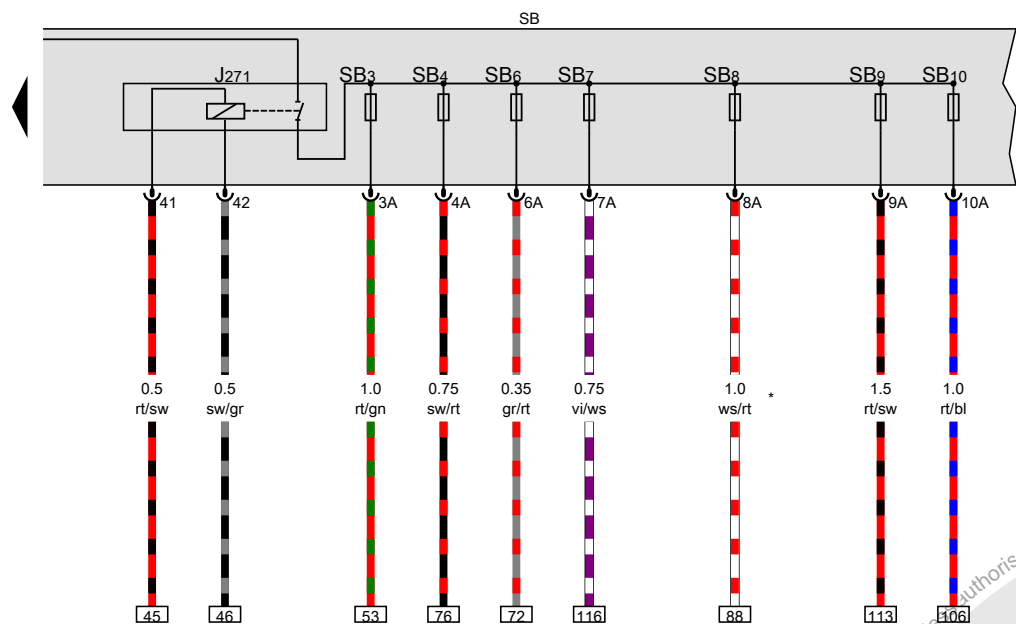 SB
J271 SB3 SB4 SB6 SB7 SB8 SB9 SB10
41 42 3A 4A 6A 7A 8A 9A 10A
0.5 0.5 1.0 0.75 0.35 0.75 1.0 1.5 1.0
rt/sw sw/gr rt/gn sw/rt gr/rt vi/ws ws/rt * rt/sw rt/bl
45 46 53 76 72 116 88 113 106
authoris